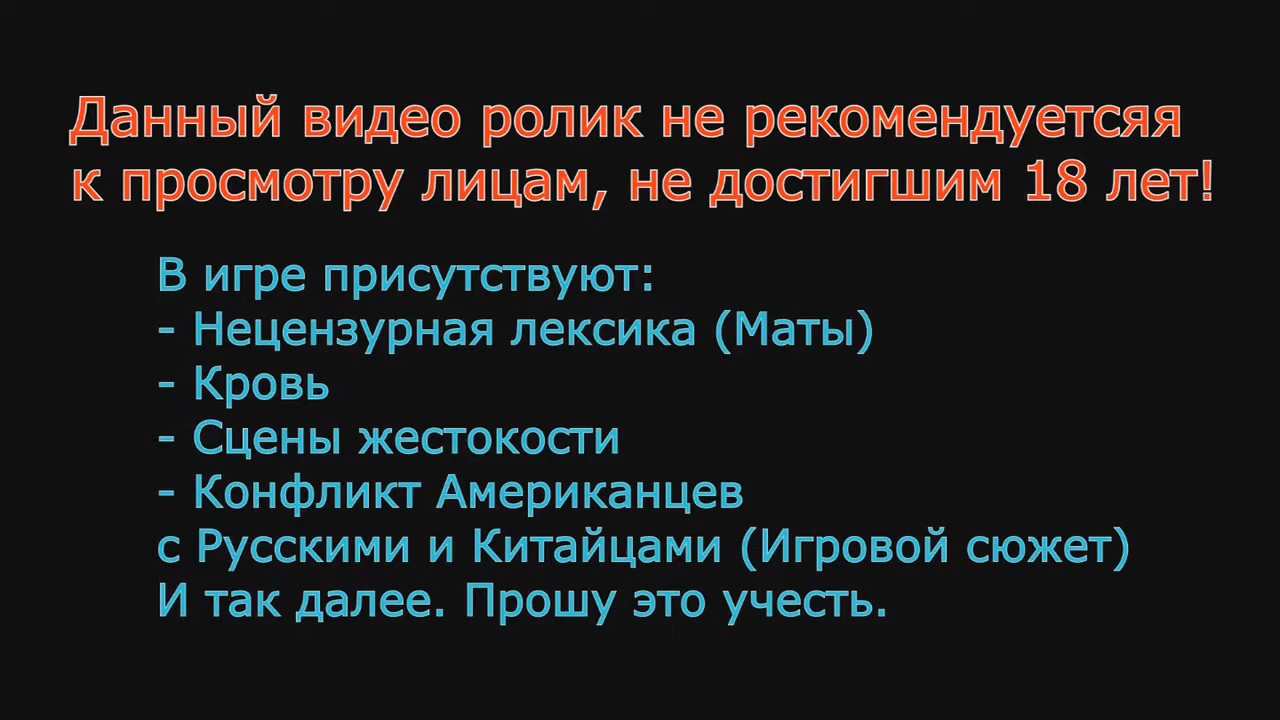 Данный видео ролик не рекомендуетсяя
к просмотру лицам, не достигшим 18 лет!
В игре присутствуют:
- Нецензурная лексика (Маты)
- Кровь
- Сцены жестокости
- Конфликт Американцев
с Русскими и Китайцами (Игровой сюжет)
И так далее. Прошу это учесть.